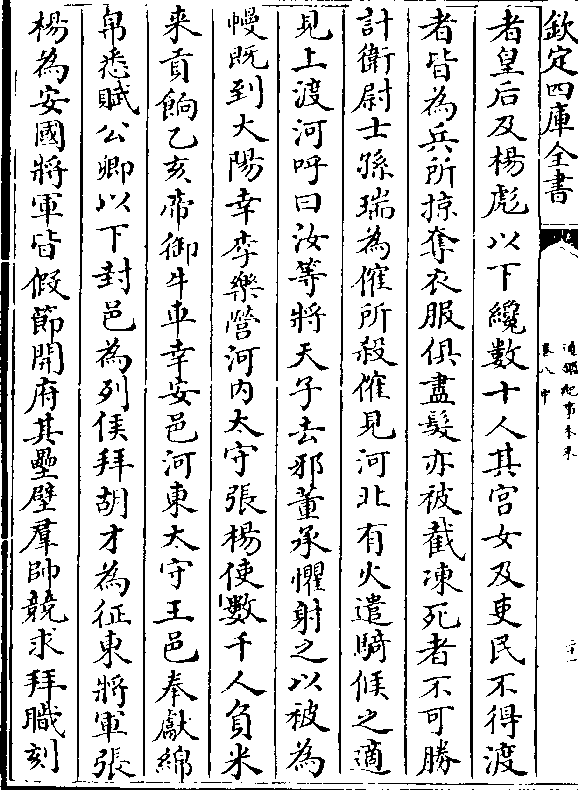 欽定四庫全書
通鑑紀事本末
卷八中
二十一
者皇后及楊彪以下纔數十人其宫女及吏民不得渡
者皆為兵所掠奪衣服俱盡髮亦被截凍死者不可勝
計衛尉士孫瑞為傕所殺傕見河北有火遣騎候之適
見上渡河呼曰汝等將天子去邪董承懼射之以被為
幔既到大陽幸李樂營河内太守張楊使數千人負米
来貢餉乙亥帝御牛車幸安邑河東太守王邑奉獻綿
帛悉賦公卿以下封邑為列侯拜胡才為征東將軍張
楊為安國將軍皆假節開府其壘壁羣帥競求拜職刻